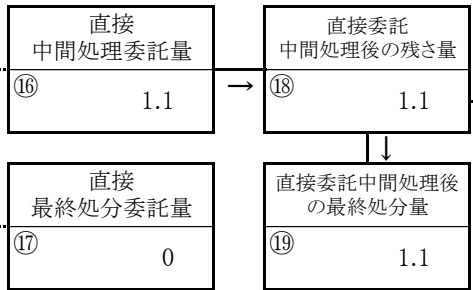 直接
中間処理委託量
⑯
1.1
→
直接委託
中間処理後の残さ量
⑱
1.1
↓
直接
最終処分委託量
⑰
0
直接委託中間処理後
の最終処分量
⑲
1.1